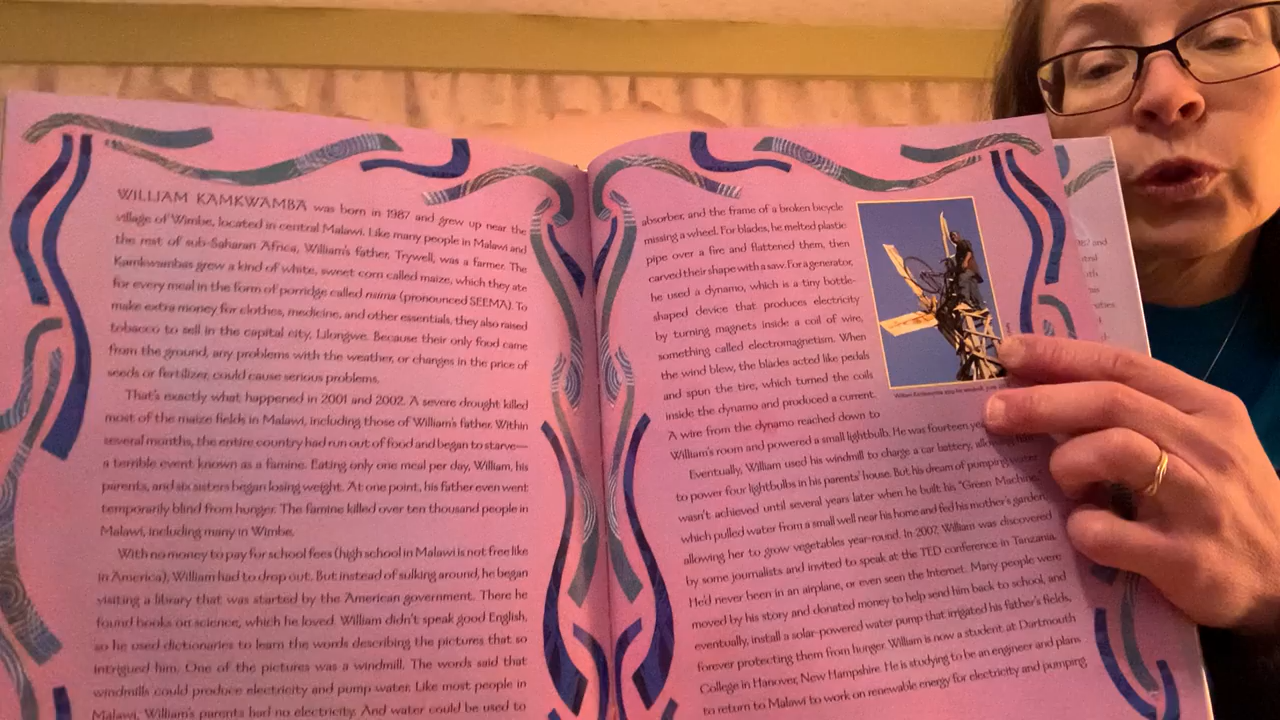 WILLIAM KAMKWAMBA was born in 1987 and grew up near the
village of Wimbe, located in central Malawi. Like many people in Malawi and
the rest of sub-Saharan Africa, William's father, Trywell, was a farmer. The
Kamkwambas grew a kind of white, sweet corn called maize, which they ate
for every meal in the form of porridge called nsima (pronounced SEEMA). To
make extra money for clothes, medicine, and other essentials, they also raised
tobacco to sell in the capital city, Lilongwe. Because their only food came
from the ground, any problems with the weather, or changes in the price of
seeds or fertilizer, could cause serious problems.
That's exactly what happened in 2001 and 2002. A severe drought killed
most of the maize fields in Malawi, including those of William's father. Within
several months, the entire country had run out of food and began to starve—
a terrible event known as a famine. Eating only one meal per day, William, his
parents, and six sisters began losing weight. At one point, his father even went
temporarily blind from hunger. The famine killed over ten thousand people in
Malawi, including many in Wimbe.
With no money to pay for school fees (high school in Malawi is not free like
in America), William had to drop out. But instead of sulking around, he began
visiting a library that was started by the American government. There he
found books on science, which he loved. William didn't speak good English,
so he used dictionaries to learn the words describing the pictures that so
intrigued him. One of the pictures was a windmill. The words said that
windmills could produce electricity and pump water. Like most people in
Malawi, William's parents had no electricity. And water could be used to
absorber, and the frame of a broken bicycle
missing a wheel. For blades, he melted plastic
pipe over a fire and flattened them, then
carved their shape with a saw. For a generator,
he used a dynamo, which is a tiny bottle-
shaped device that produces electricity
by turning magnets inside a coil of wire,
something called electromagnetism. When
the wind blew, the blades acted like pedals
and spun the tire, which turned the coils
inside the dynamo and produced a current.
A wire from the dynamo reached down to
William's room and powered a small lightbulb. He was fourteen
Eventually, William used his windmill to charge a car battery,
to power four lightbulbs in his parents' house. But his dream of pumping water
wasn't achieved until several years later when he built his "Green Machine,"
which pulled water from a small well near his home and fed his mother's garden,
allowing her to grow vegetables year-round. In 2007, William was discovered
by some journalists and invited to speak at the TED conference in Tanzania.
He'd never been in an airplane, or even seen the Internet. Many people were
moved by his story and donated money to help send him back to school, and
eventually, install a solar-powered water pump that irrigated his father's fields,
forever protecting them from hunger. William is now a student at Dartmouth
College in Hanover, New Hampshire. He is studying to be an engineer and plans
to return to Malawi to work on renewable energy for electricity and pumping